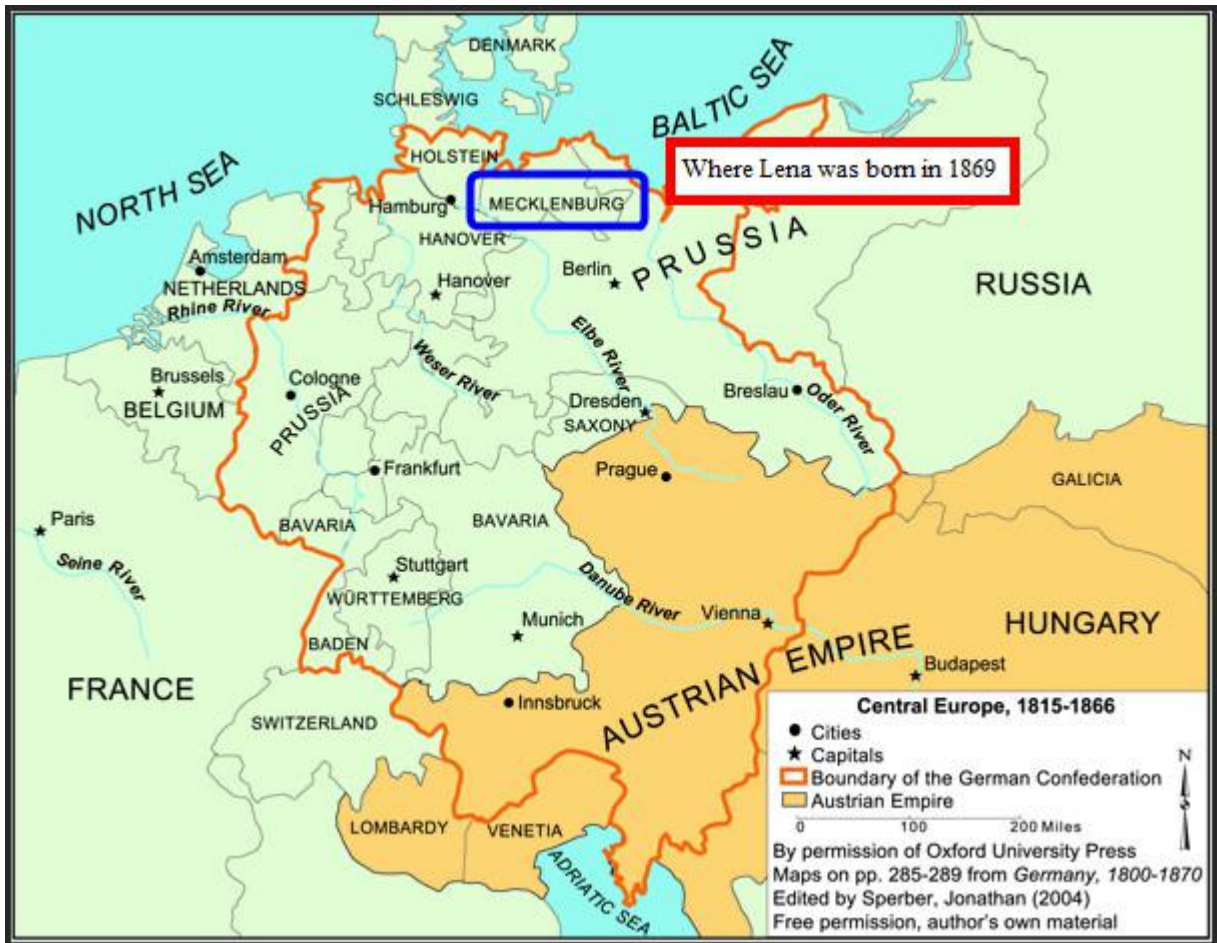 DENMARK
SCHLESWIG
BALTIC SEA
HOLSTEIN
Where Lena was born in 1869
NORTH SEA
Hamburg
MECKLENBURG
HANOVER
PRUSSIA
Amsterdam
NETHERLANDS
Berlin
Hanover
RUSSIA
Rhine River
Elbe River
Weser River
Brussels
BELGIUM
Cologne
PRUSSIA
Breslau
Oder River
Dresden
SAXONY
Frankfurt
Prague
GALICIA
Paris
BAVARIA
BAVARIA
Seine River
Stuttgart
WÜRTTEMBERG
Danube River
Munich
Vienna
HUNGARY
BADEN
AUSTRIAN EMPIRE
Budapest
FRANCE
SWITZERLAND
Innsbruck
LOMBARDY
VENETIA
ADRIATIC SEA
Central Europe, 1815-1866
Cities
Capitals
Boundary of the German Confederation
Austrian Empire
N
0 100 200 Miles
By permission of Oxford University Press
Maps on pp. 285-289 from Germany, 1800-1870
Edited by Sperber, Jonathan (2004)
Free permission, author's own material